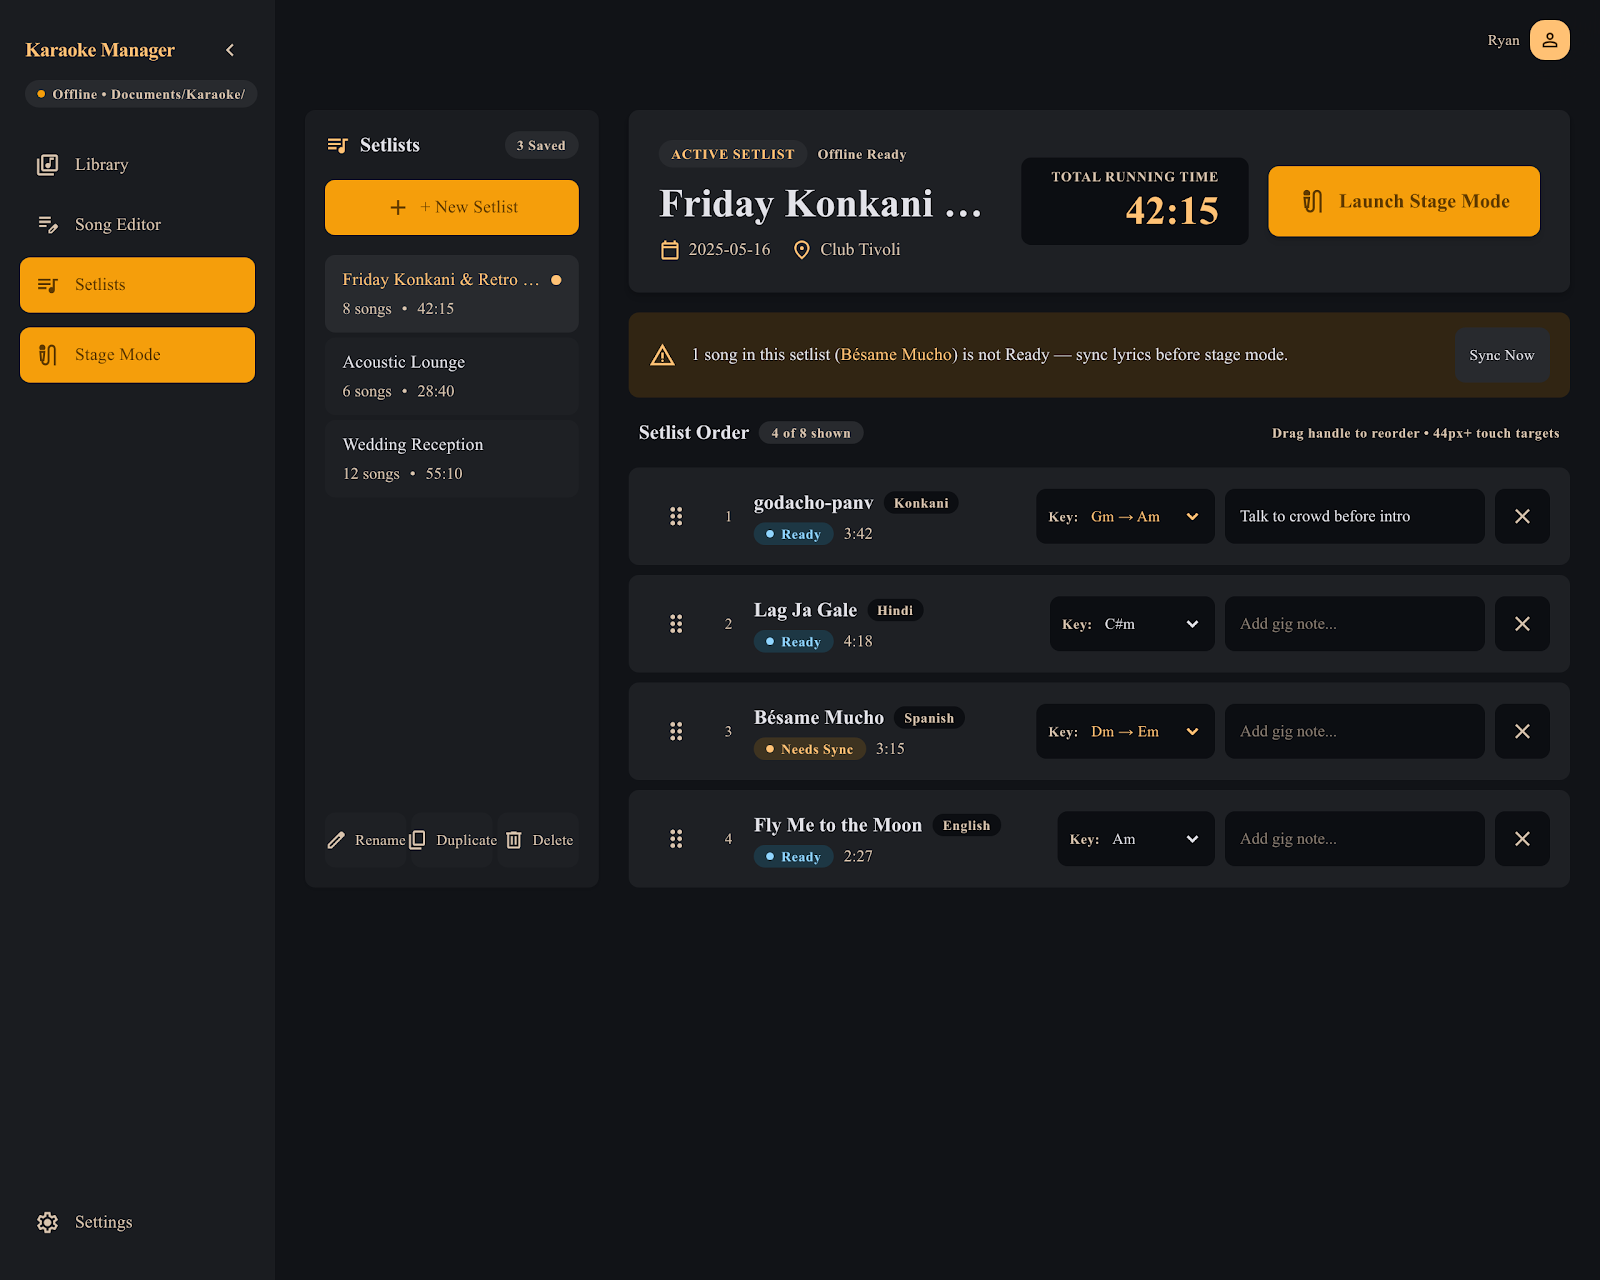 Karaoke Manager
Offline • Documents/Karaoke/
Library
Song Editor
Setlists
Stage Mode
Settings
Ryan
Setlists
3 Saved
+ New Setlist
Friday Konkani & Retro …
8 songs • 42:15
Acoustic Lounge
6 songs • 28:40
Wedding Reception
12 songs • 55:10
Rename
Duplicate
Delete
ACTIVE SETLIST
Offline Ready
Friday Konkani …
2025-05-16
Club Tivoli
TOTAL RUNNING TIME
42:15
Launch Stage Mode
1 song in this setlist (Bésame Mucho) is not Ready — sync lyrics before stage mode.
Sync Now
Setlist Order
4 of 8 shown
Drag handle to reorder • 44px+ touch targets
1
godacho-panv
Konkani
Ready
3:42
Key: Gm → Am
Talk to crowd before intro
2
Lag Ja Gale
Hindi
Ready
4:18
Key: C#m
Add gig note...
3
Bésame Mucho
Spanish
Needs Sync
3:15
Key: Dm → Em
Add gig note...
4
Fly Me to the Moon
English
Ready
2:27
Key: Am
Add gig note...